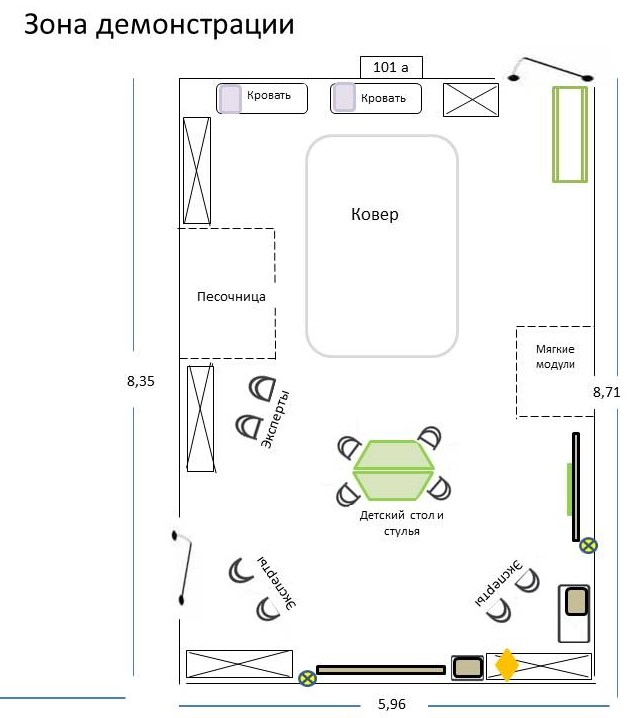 Зона демонстрации
101 а
Кровать
Кровать
Ковер
Песочница
Мягкие
модули
8,35
8,71
Эксперты
Детский стол и
стулья
Эксперты
Эксперты
5,96